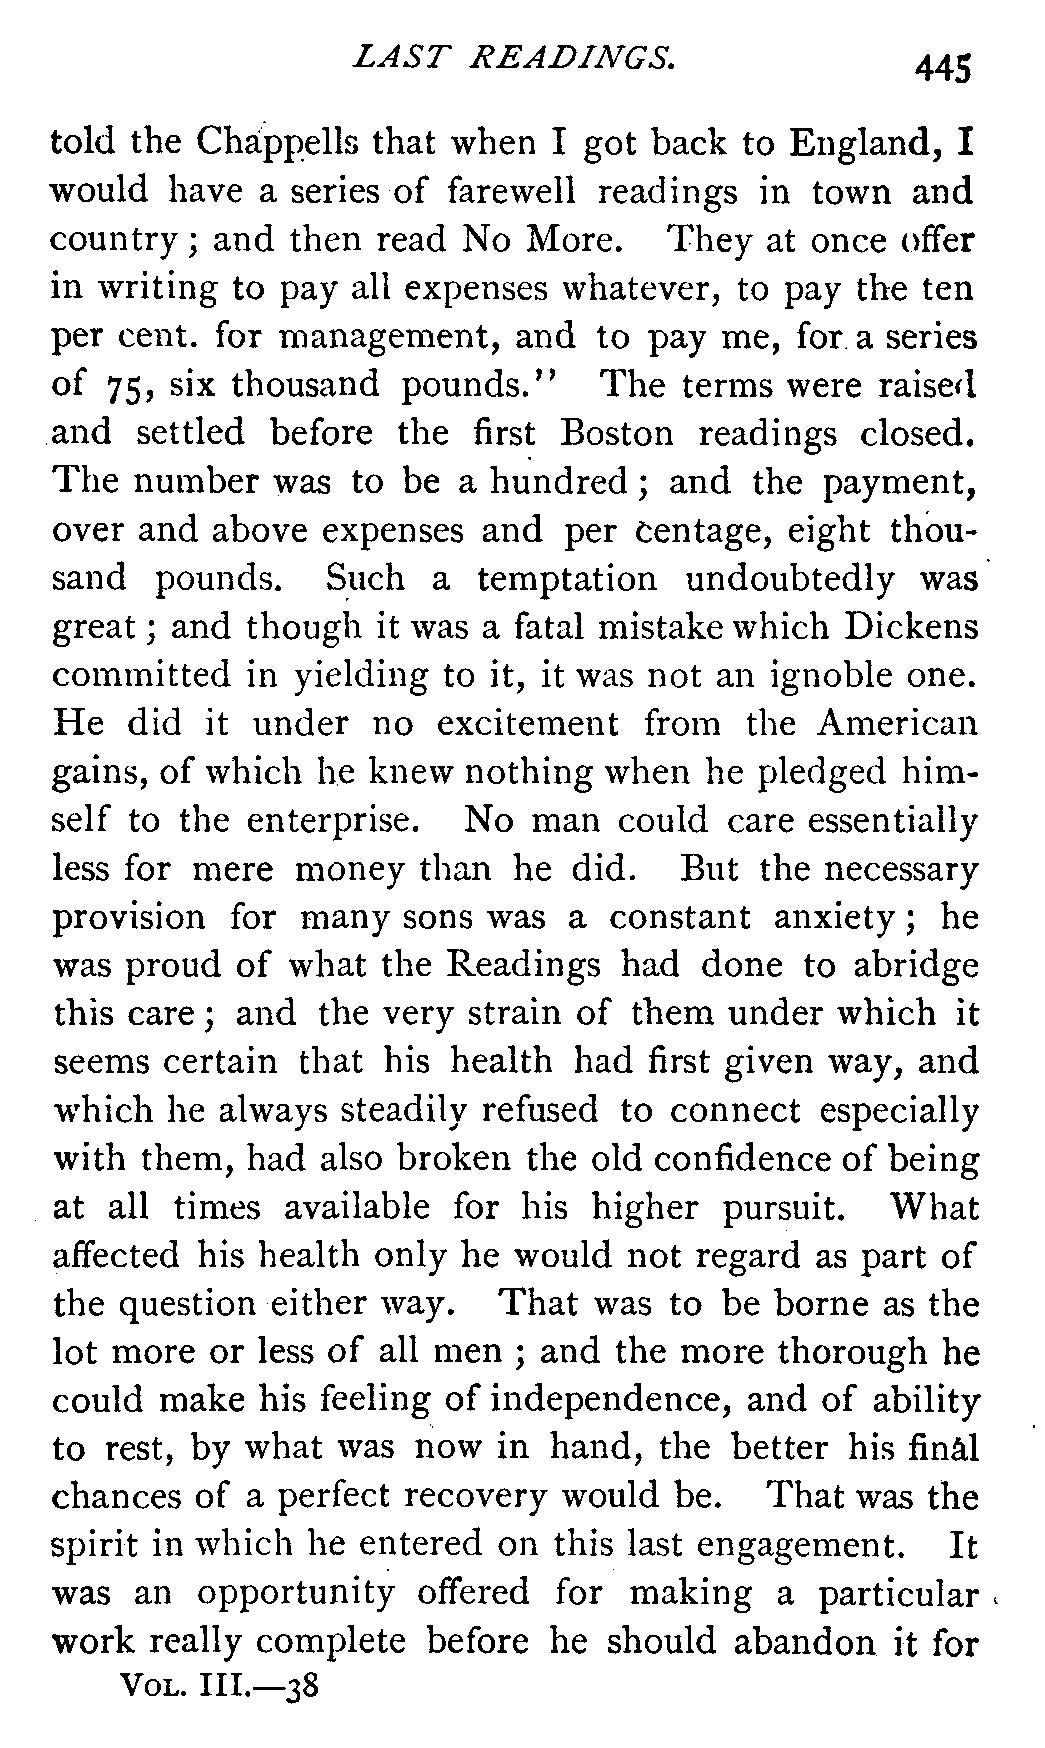 LAST READINGS. 445
told the Chappells that when I got back to England, I
would have a series of farewell readings in town and
country ; and then read No More. They at once offer
in writing to pay all expenses whatever, to pay the ten
per cent. for management, and to pay me, for a series
of 75, six thousand pounds.'' The terms were raised
and settled before the first Boston readings closed.
The number was to be a hundred ; and the payment,
over and above expenses and per centage, eight thou-
sand pounds. Such a temptation undoubtedly was
great ; and though it was a fatal mistake which Dickens
committed in yielding to it, it was not an ignoble one.
He did it under no excitement from the American
gains, of which he knew nothing when he pledged him-
self to the enterprise. No man could care essentially
less for mere money than he did. But the necessary
provision for many sons was a constant anxiety ; he
was proud of what the Readings had done to abridge
this care ; and the very strain of them under which it
seems certain that his health had first given way, and
which he always steadily refused to connect especially
with them, had also broken the old confidence of being
at all times available for his higher pursuit. What
affected his health only he would not regard as part of
the question either way. That was to be borne as the
lot more or less of all men ; and the more thorough he
could make his feeling of independence, and of ability
to rest, by what was now in hand, the better his final
chances of a perfect recovery would be. That was the
spirit in which he entered on this last engagement. It
was an opportunity offered for making a particular
work really complete before he should abandon it for
VOL. III.—38